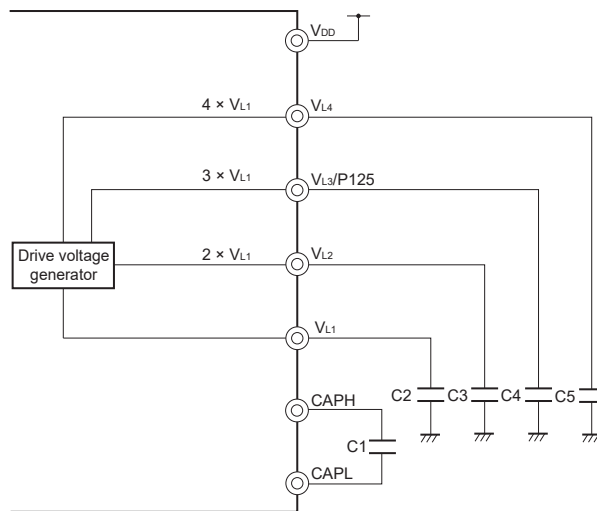 VDD
4 × VL1
VL4
3 × VL1
VL3/P125
Drive voltage
generator
2 × VL1
VL2
VL1
C2
C3
C4
C5
CAPH
C1
CAPL